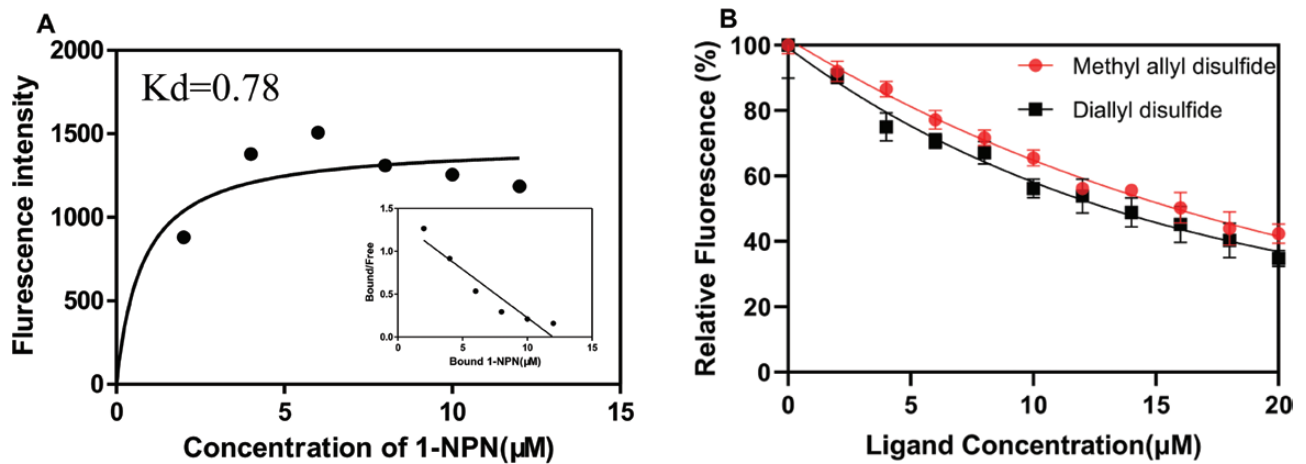 A
Flurescence intensity
2000
1500
1000
500
0
Kd=0.78
Bound/Free
1.5
1.0
0.5
0.0
0 5 10 15
Bound 1-NPN(µM)
0 5 10 15
Concentration of 1-NPN(µM)
B
Relative Fluorescence (%)
100
80
60
40
20
0
Methyl allyl disulfide
Diallyl disulfide
0 5 10 15 20
Ligand Concentration(µM)